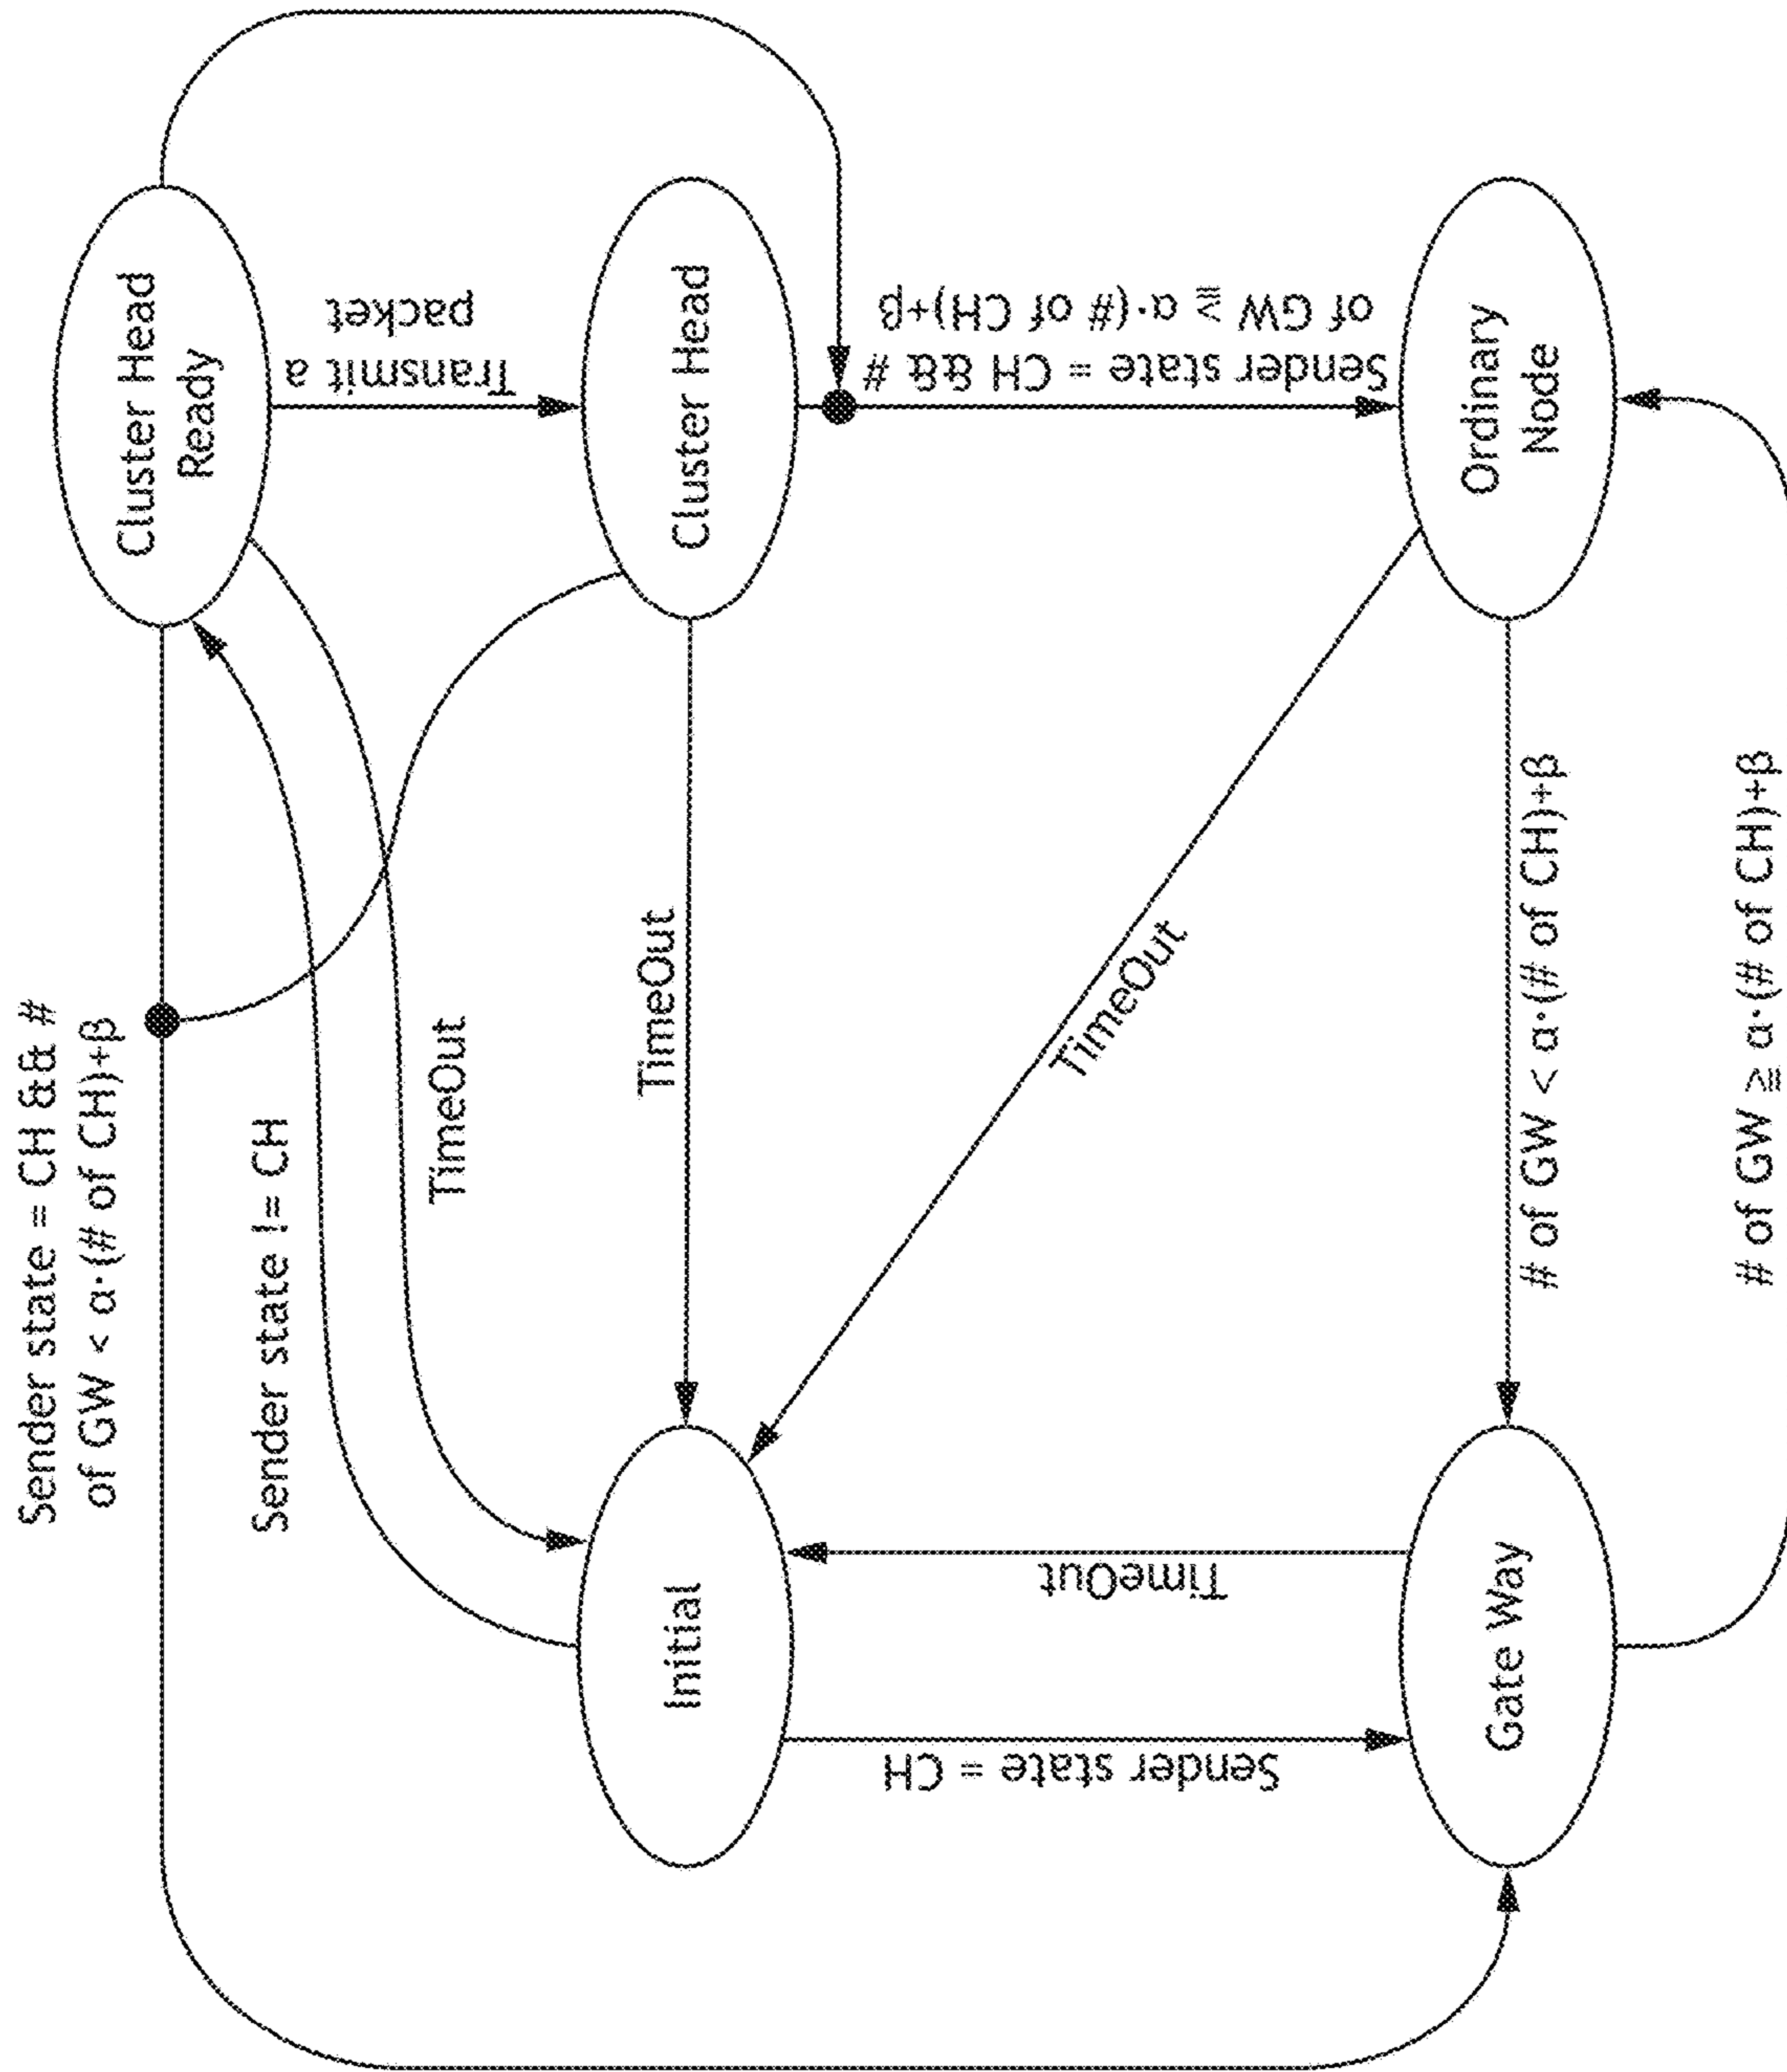 Sender state = CH && #
of GW < α·(# of CH)+β
Sender state != CH
TimeOut
Cluster Head
Ready
Transmit a
packet
TimeOut
Cluster Head
Initial
TimeOut
Sender state = CH
TimeOut
Sender state = CH && #
of GW ≧ α·(# of CH)+β
Gate Way
# of GW < α·(# of CH)+β
Ordinary
Node
# of GW ≧ α·(# of CH)+β